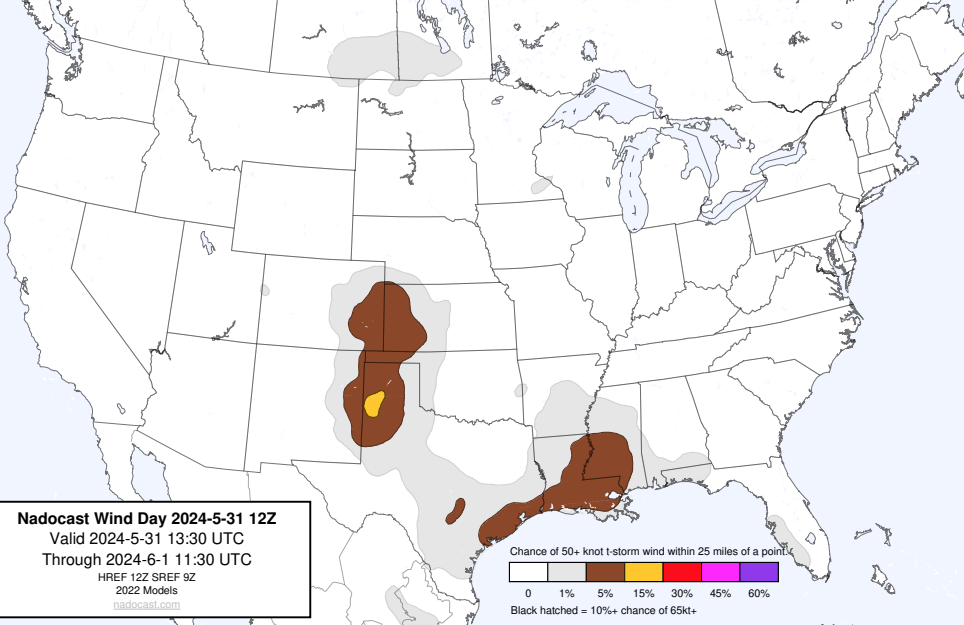 Nadocast Wind Day 2024-5-31 12Z
Valid 2024-5-31 13:30 UTC
Through 2024-6-1 11:30 UTC
HREF 12Z SREF 9Z
2022 Models
nadocast.com
Chance of 50+ knot t-storm wind within 25 miles of a point.
0 1% 5% 15% 30% 45% 60%
Black hatched = 10%+ chance of 65kt+